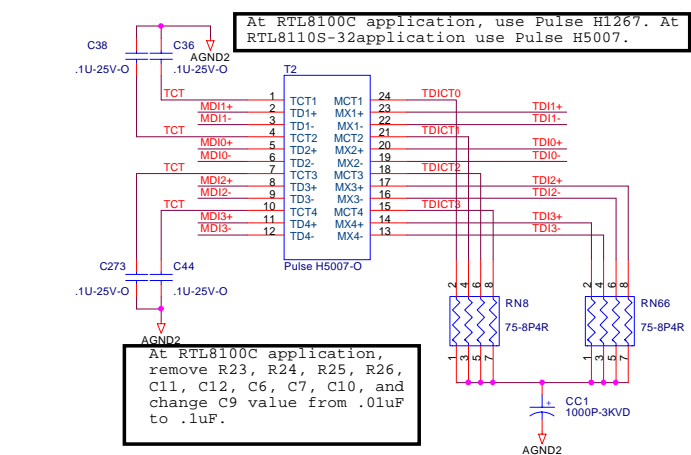 At RTL8100C application, use Pulse H1267. At
RTL8110S-32application use Pulse H5007.
C38
C36
AGND2
.1U-25V-O
.1U-25V-O
T2
TCT 1 TCT1 MCT1 24 TDICT0
MDI1+ 2 TD1+ MX1+ 23 TDI1+
MDI1- 3 TD1- MX1- 22 TDI1-
TCT 4 TCT2 MCT2 21 TDICT1
MDI0+ 5 TD2+ MX2+ 20 TDI0+
MDI0- 6 TD2- MX2- 19 TDI0-
TCT 7 TCT3 MCT3 18 TDICT2
MDI2+ 8 TD3+ MX3+ 17 TDI2+
MDI2- 9 TD3- MX3- 16 TDI2-
TCT 10 TCT4 MCT4 15 TDICT3
MDI3+ 11 TD4+ MX4+ 14 TDI3+
MDI3- 12 TD4- MX4- 13 TDI3-
Pulse H5007-O
C273
C44
.1U-25V-O
.1U-25V-O
AGND2
2 4 6 8
RN8
75-8P4R
1 3 5 7
2 4 6 8
RN66
75-8P4R
1 3 5 7
At RTL8100C application,
remove R23, R24, R25, R26,
C11, C12, C6, C7, C10, and
change C9 value from .01uF
to .1uF.
+
CC1
1000P-3KVD
AGND2